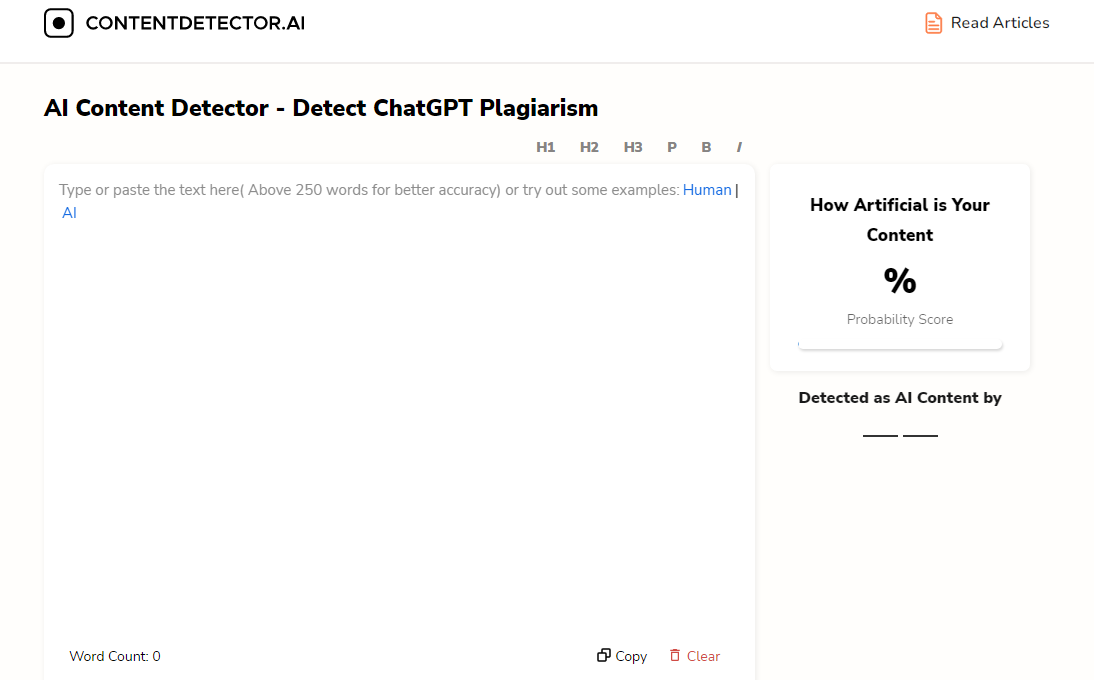 CONTENTDETECTOR.AI
Read Articles
AI Content Detector - Detect ChatGPT Plagiarism
H1 H2 H3 P B I
Type or paste the text here( Above 250 words for better accuracy) or try out some examples: Human |
AI
How Artificial is Your
Content
%
Probability Score
Detected as AI Content by
Word Count: 0
Copy
Clear